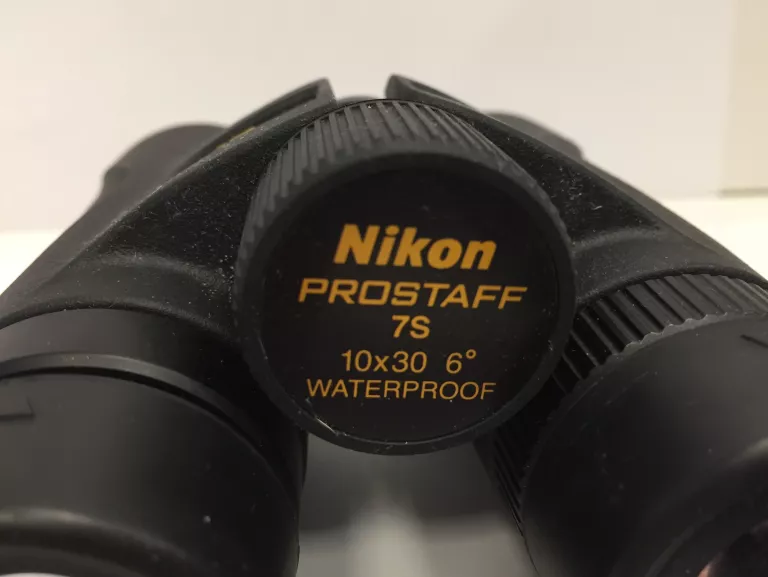 Nikon
PROSTAFF
7S
10x30 6°
WATERPROOF